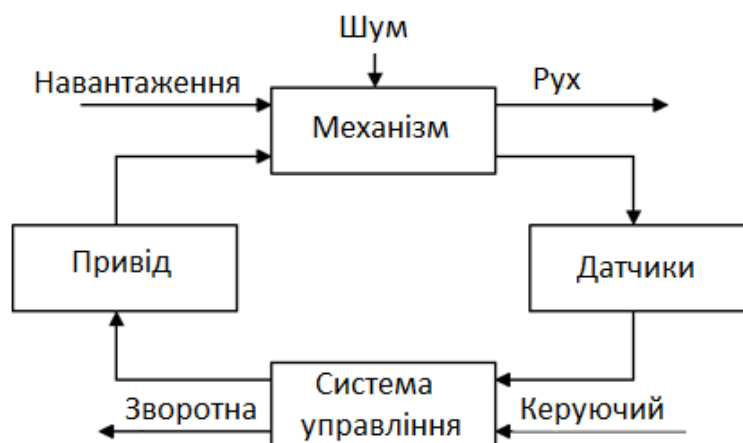 Шум
Навантаження
Рух
Механізм
Привід
Датчики
Система
Зворотна
управління
Керуючий